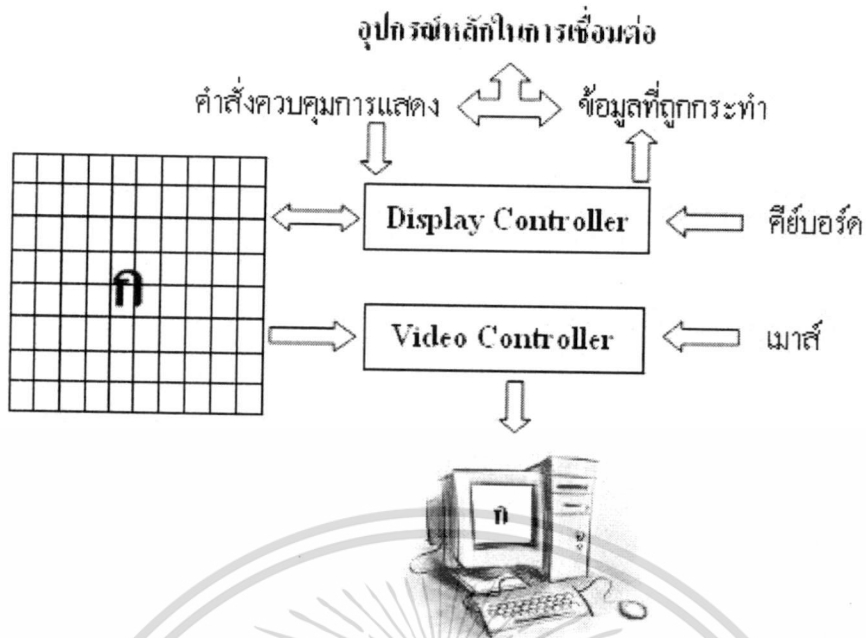 อุปกรณ์หลักในการเชื่อมต่อ
คำสั่งควบคุมการแสดง ข้อมูลที่ถูกกระทำ
Display Controller คีย์บอร์ด
ก
Video Controller เมาส์
ก